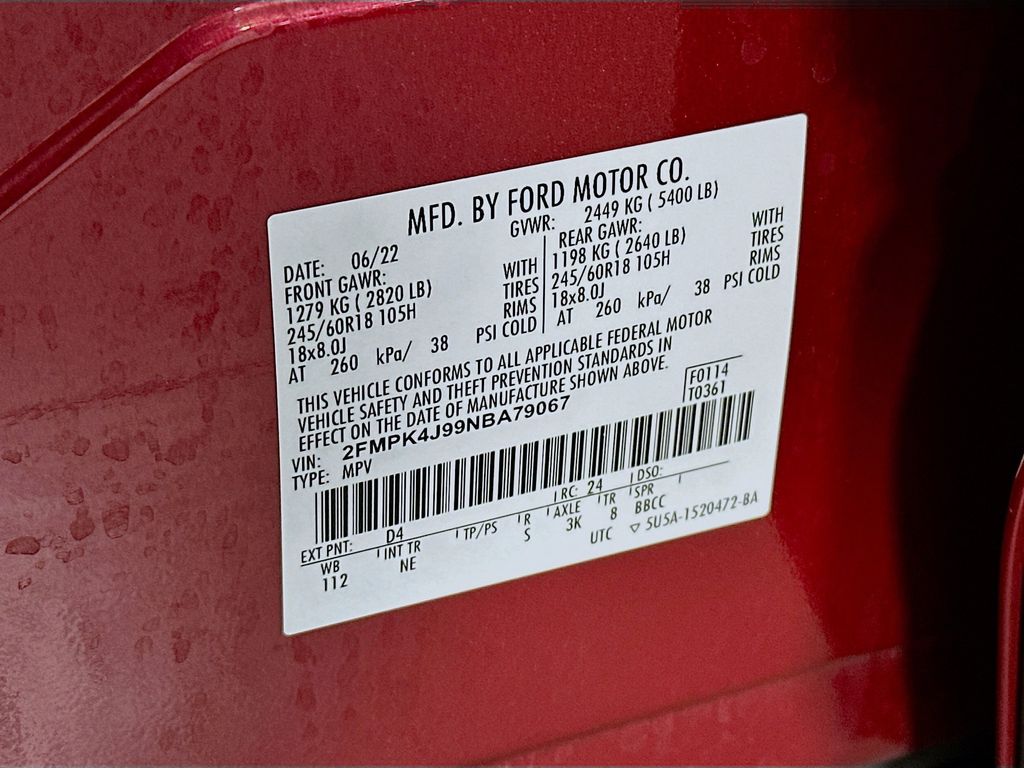 MFD. BY FORD MOTOR CO.
DATE: 06/22 GVWR: 2449 KG ( 5400 LB)
FRONT GAWR: REAR GAWR:
1279 KG ( 2820 LB) WITH 1198 KG ( 2640 LB) WITH
245/60R18 105H TIRES 245/60R18 105H TIRES
18x8.0J RIMS 18x8.0J RIMS
AT 260 kPa/ 38 PSI COLD AT 260 kPa/ 38 PSI COLD
THIS VEHICLE CONFORMS TO ALL APPLICABLE FEDERAL MOTOR
VEHICLE SAFETY AND THEFT PREVENTION STANDARDS IN
EFFECT ON THE DATE OF MANUFACTURE SHOWN ABOVE.
VIN: 2FMPK4J99NBA79067 F0114
TYPE: MPV T0361
EXT PNT: D4 RC: 24 DSO:
WB INT TR TP/PS R AXLE TR SPR
112 NE S 3K 8 BBCC
UTC ▽ 5U5A-1520472-BA